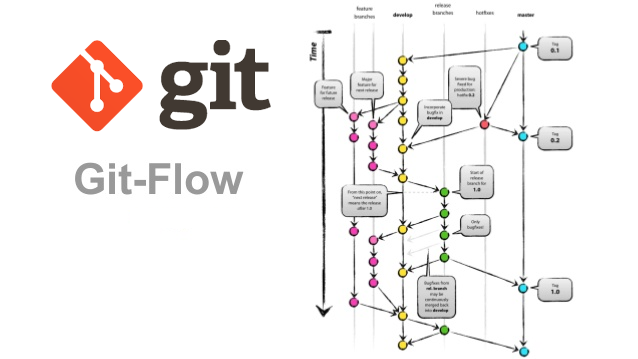 git
Git-Flow
feature
branches
develop
release
branches
hotfixes
master
Time
Tag
0.1
Feature for future
release
Major
feature for
next release
Severe bug
fixed for
production:
hotfix 0.2
Incorporate
bugfix in
develop
Tag
0.2
Start of
release
branch for
1.0
From this point on,
"next release"
means the release
after 1.0
Only
bugfixes!
Bugfixes from
rel. branch
may be
continuously
merged back
into develop
Tag
1.0